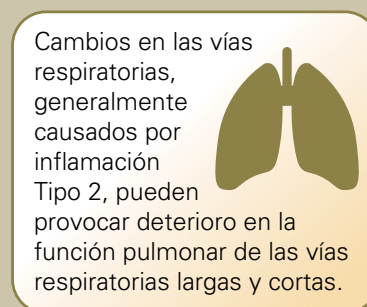 Cambios en las vías
respiratorias,
generalmente
causados por
inflamación
Tipo 2, pueden
provocar deterioro en la
función pulmonar de las vías
respiratorias largas y cortas.